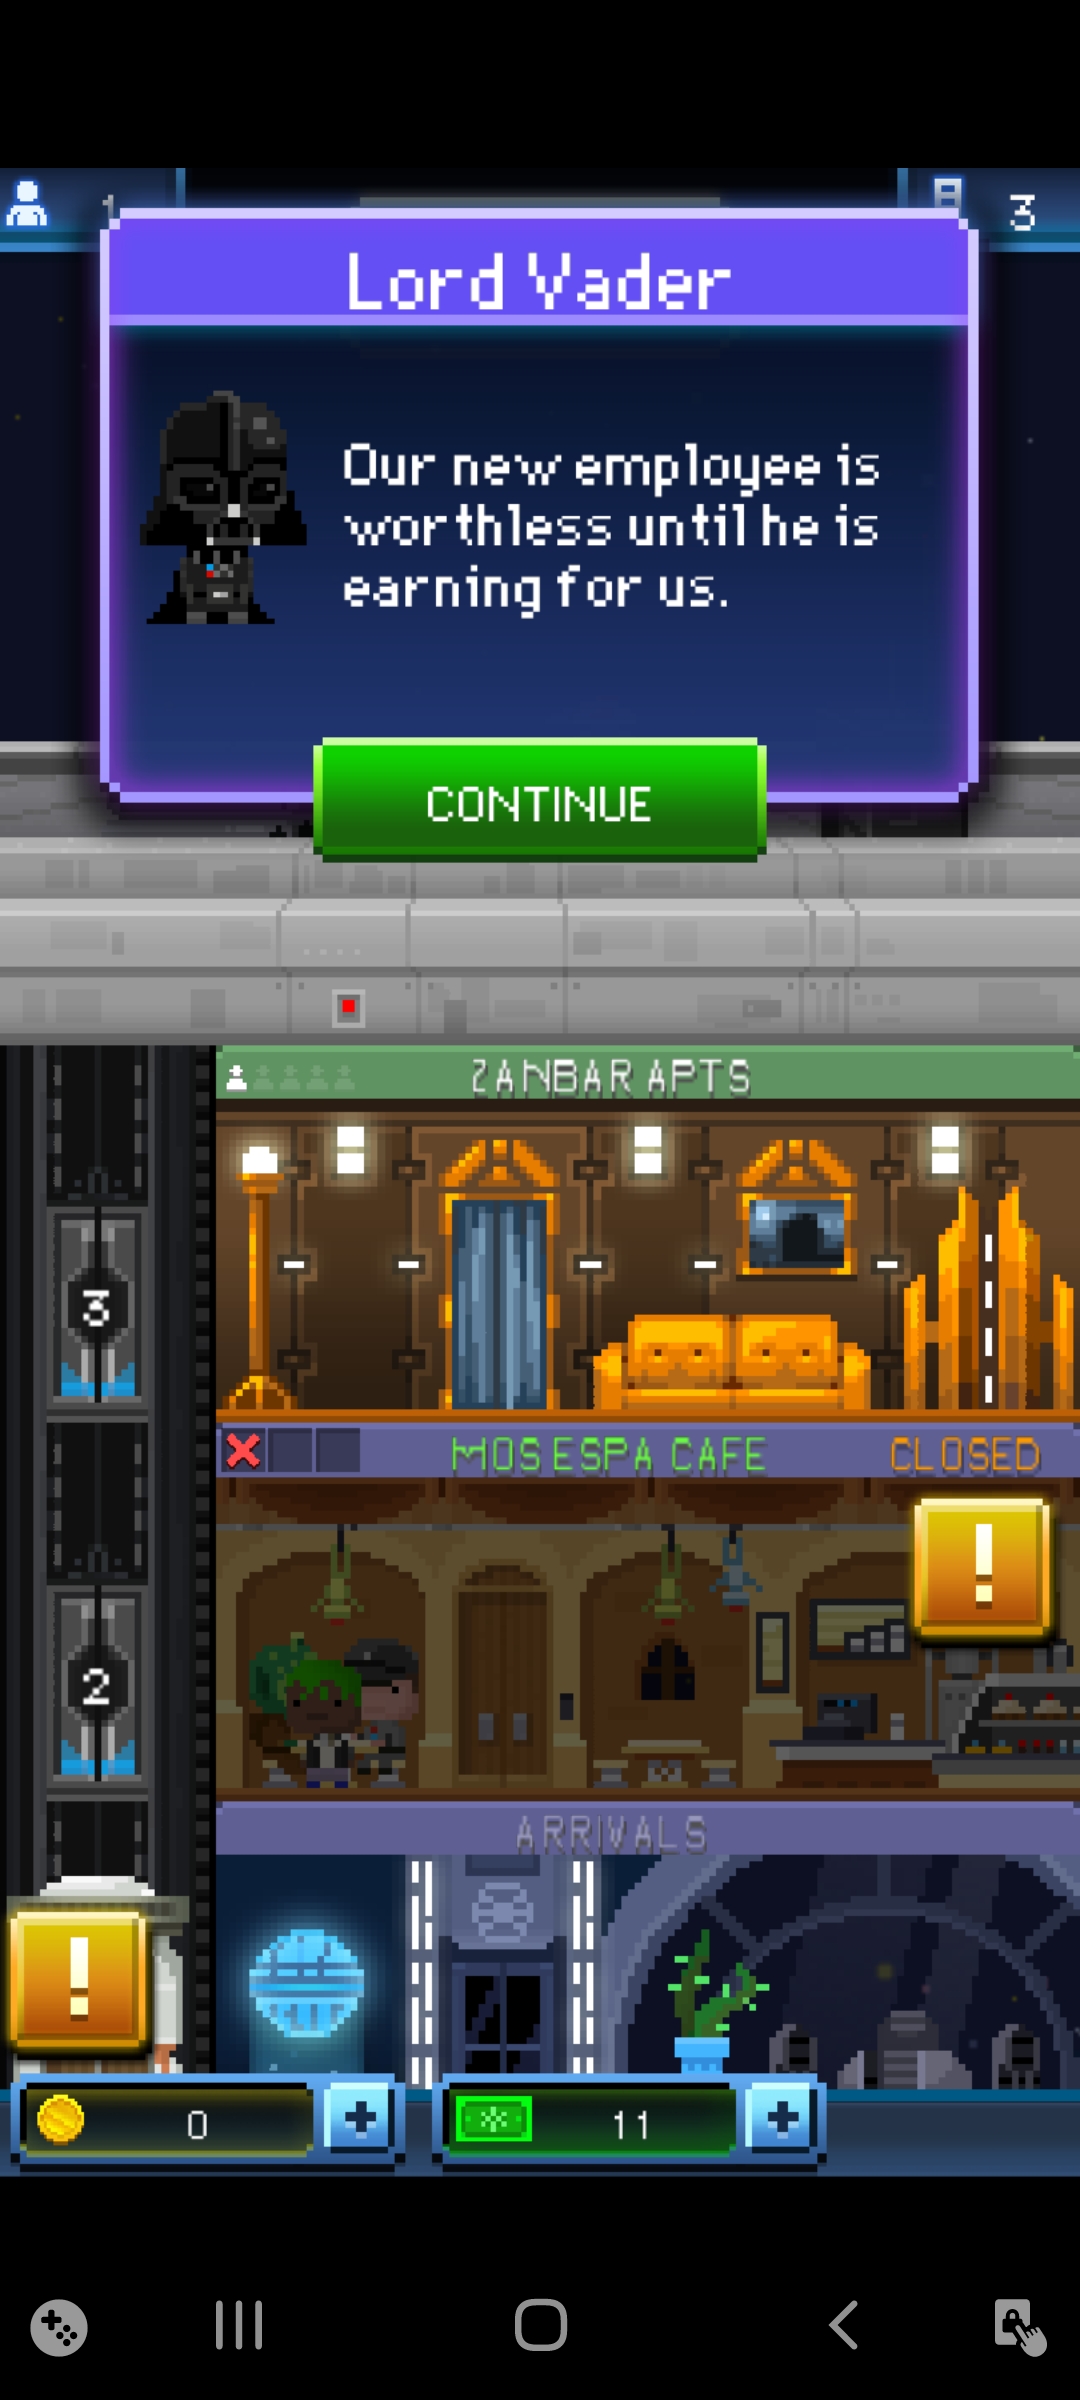 1
3
Lord Vader
Our new employee is
worthless until he is
earning for us.
CONTINUE
ZANBAR APTS
3
MOS ESPA CAFE
CLOSED
!
2
ARRIVALS
!
0
+
11
+